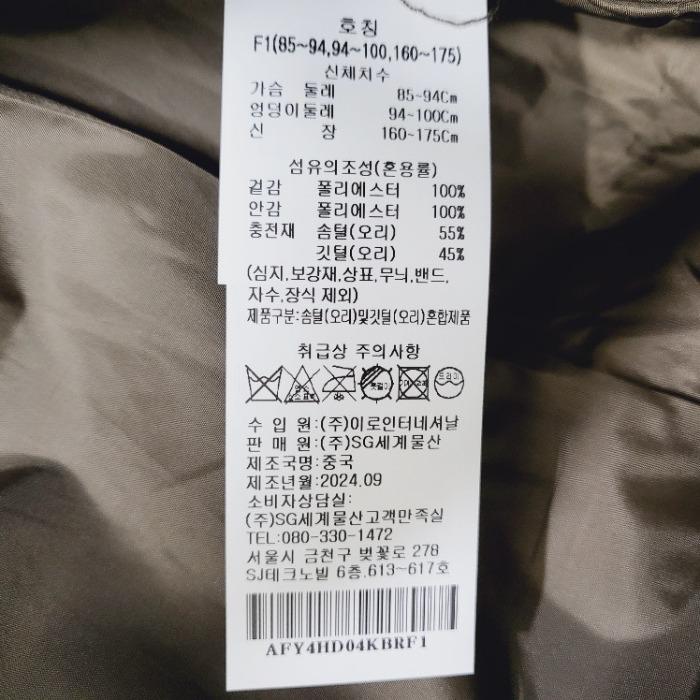 호칭
F1(85~94,94~100,160~175)
신체치수
가슴 둘레 85~94Cm
엉덩이둘레 94~100Cm
신 장 160~175Cm
섬유의조성(혼용률)
겉감 폴리에스터 100%
안감 폴리에스터 100%
충전재 솜털(오리) 55%
깃털(오리) 45%
(심지,보강재,상표,무늬,밴드,
자수,장식 제외)
제품구분:솜털(오리)및깃털(오리)혼합제품
취급상 주의사항
드라이
수 입 원:(주)이로인터네셔날
판 매 원:(주)SG세계물산
제조국명:중국
제조년월:2024.09
소비자상담실:
(주)SG세계물산고객만족실
TEL:080-330-1472
서울시 금천구 벚꽃로 278
SJ테크노빌 6층,613~617호
AFY4HD04KBRF1